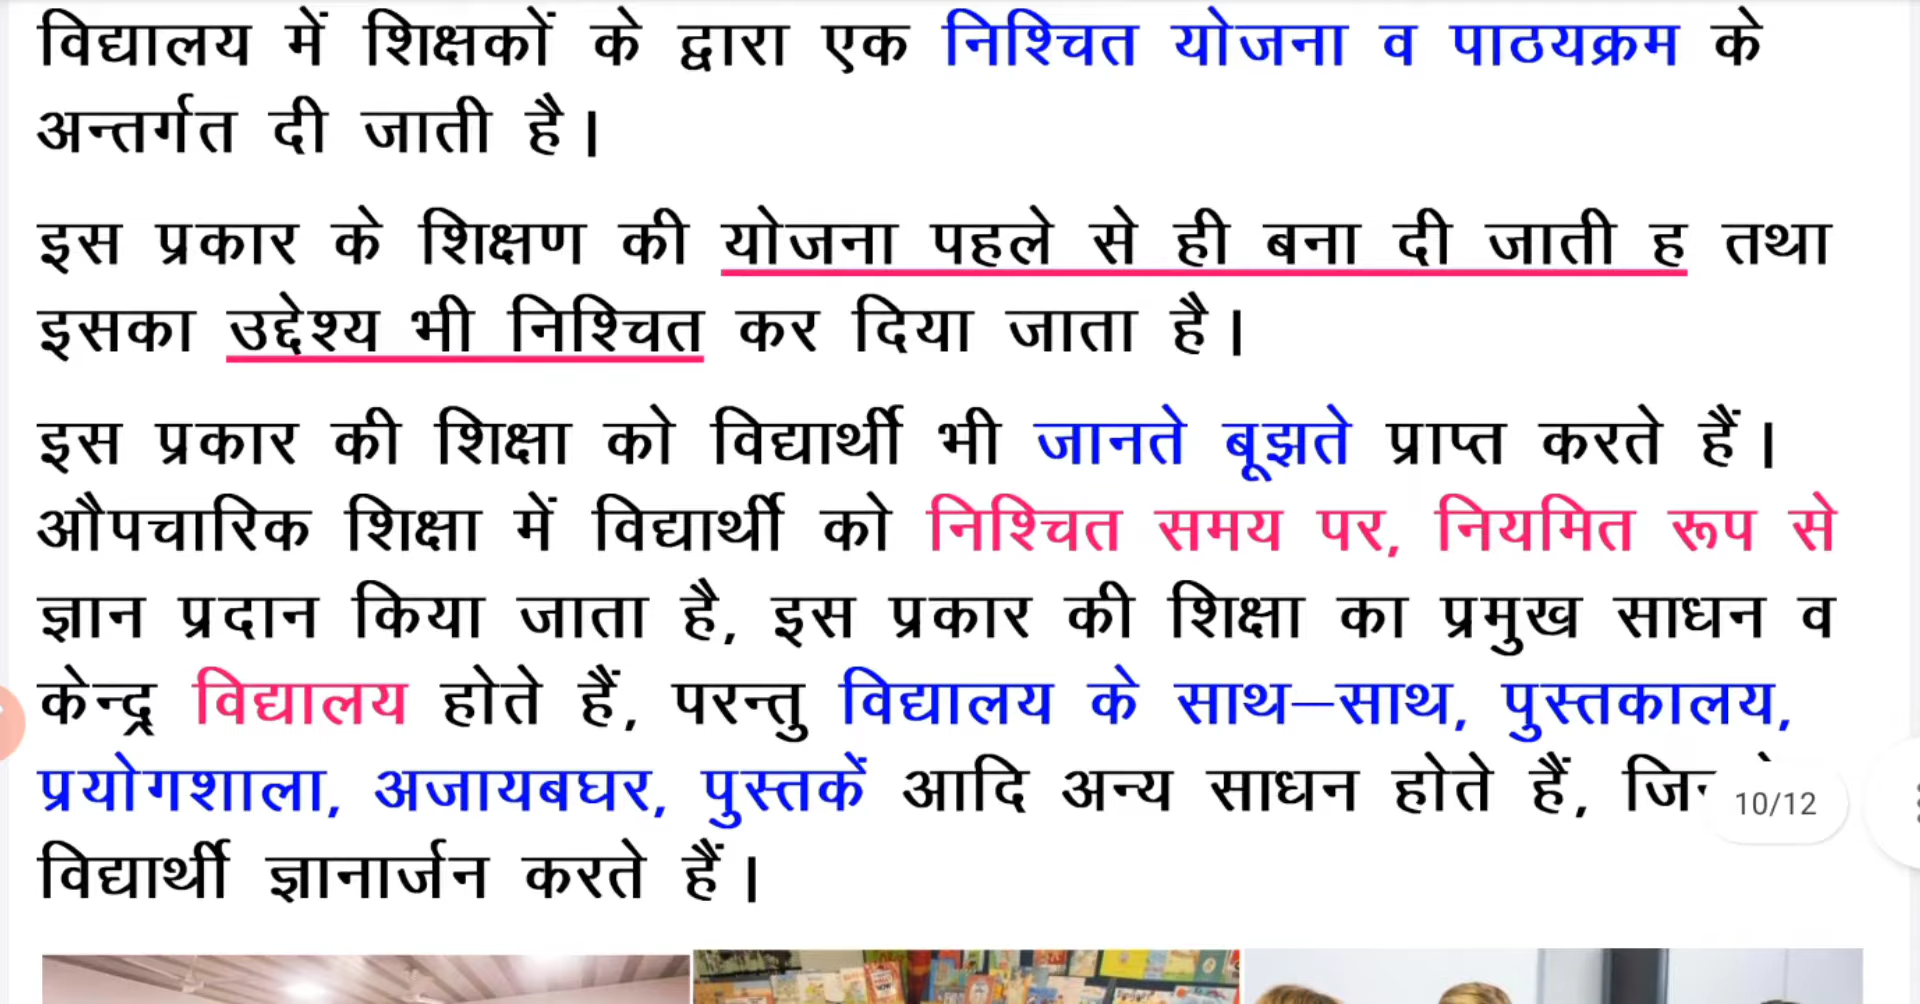 विद्यालय में शिक्षकों के द्वारा एक निश्चित योजना व पाठयक्रम के
अन्तर्गत दी जाती है।
इस प्रकार के शिक्षण की योजना पहले से ही बना दी जाती ह तथा
इसका उद्देश्य भी निश्चित कर दिया जाता है।
इस प्रकार की शिक्षा को विद्यार्थी भी जानते बूझते प्राप्त करते हैं।
औपचारिक शिक्षा में विद्यार्थी को निश्चित समय पर, नियमित रूप से
ज्ञान प्रदान किया जाता है, इस प्रकार की शिक्षा का प्रमुख साधन व
केन्द्र विद्यालय होते हैं, परन्तु विद्यालय के साथ–साथ, पुस्तकालय,
प्रयोगशाला, अजायबघर, पुस्तकें आदि अन्य साधन होते हैं, 10/12
विद्यार्थी ज्ञानार्जन करते हैं।